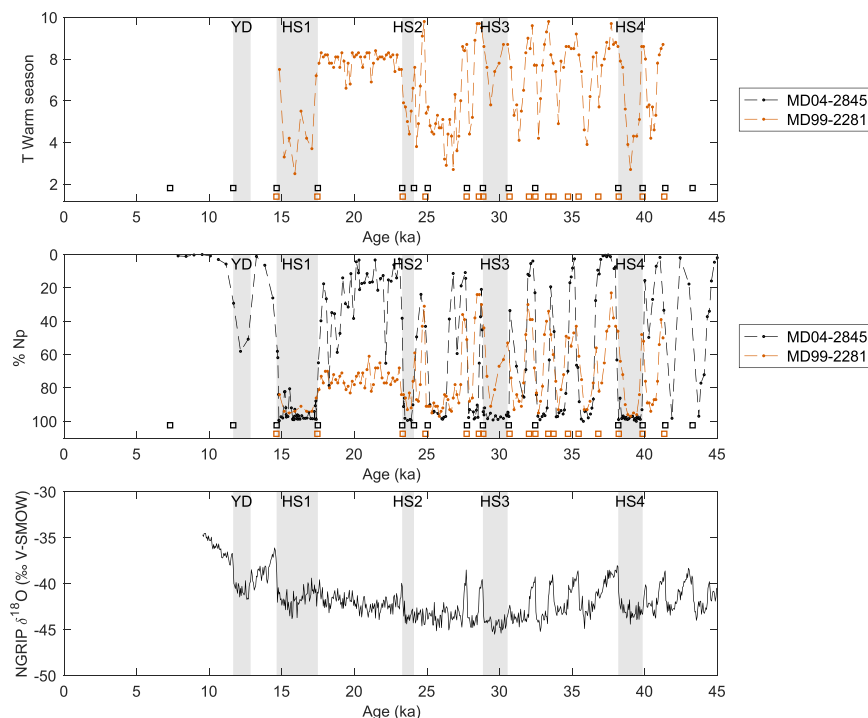 YD HS1 HS2 HS3 HS4
10
8
6
4
2
T Warm season
0 5 10 15 20 25 30 35 40 45
Age (ka)
MD04-2845
MD99-2281
YD HS1 HS2 HS3 HS4
0
20
40
60
80
100
% Np
0 5 10 15 20 25 30 35 40 45
Age (ka)
MD04-2845
MD99-2281
YD HS1 HS2 HS3 HS4
-30
-35
-40
-45
-50
NGRIP δ¹⁸O (‰ V-SMOW)
0 5 10 15 20 25 30 35 40 45
Age (ka)